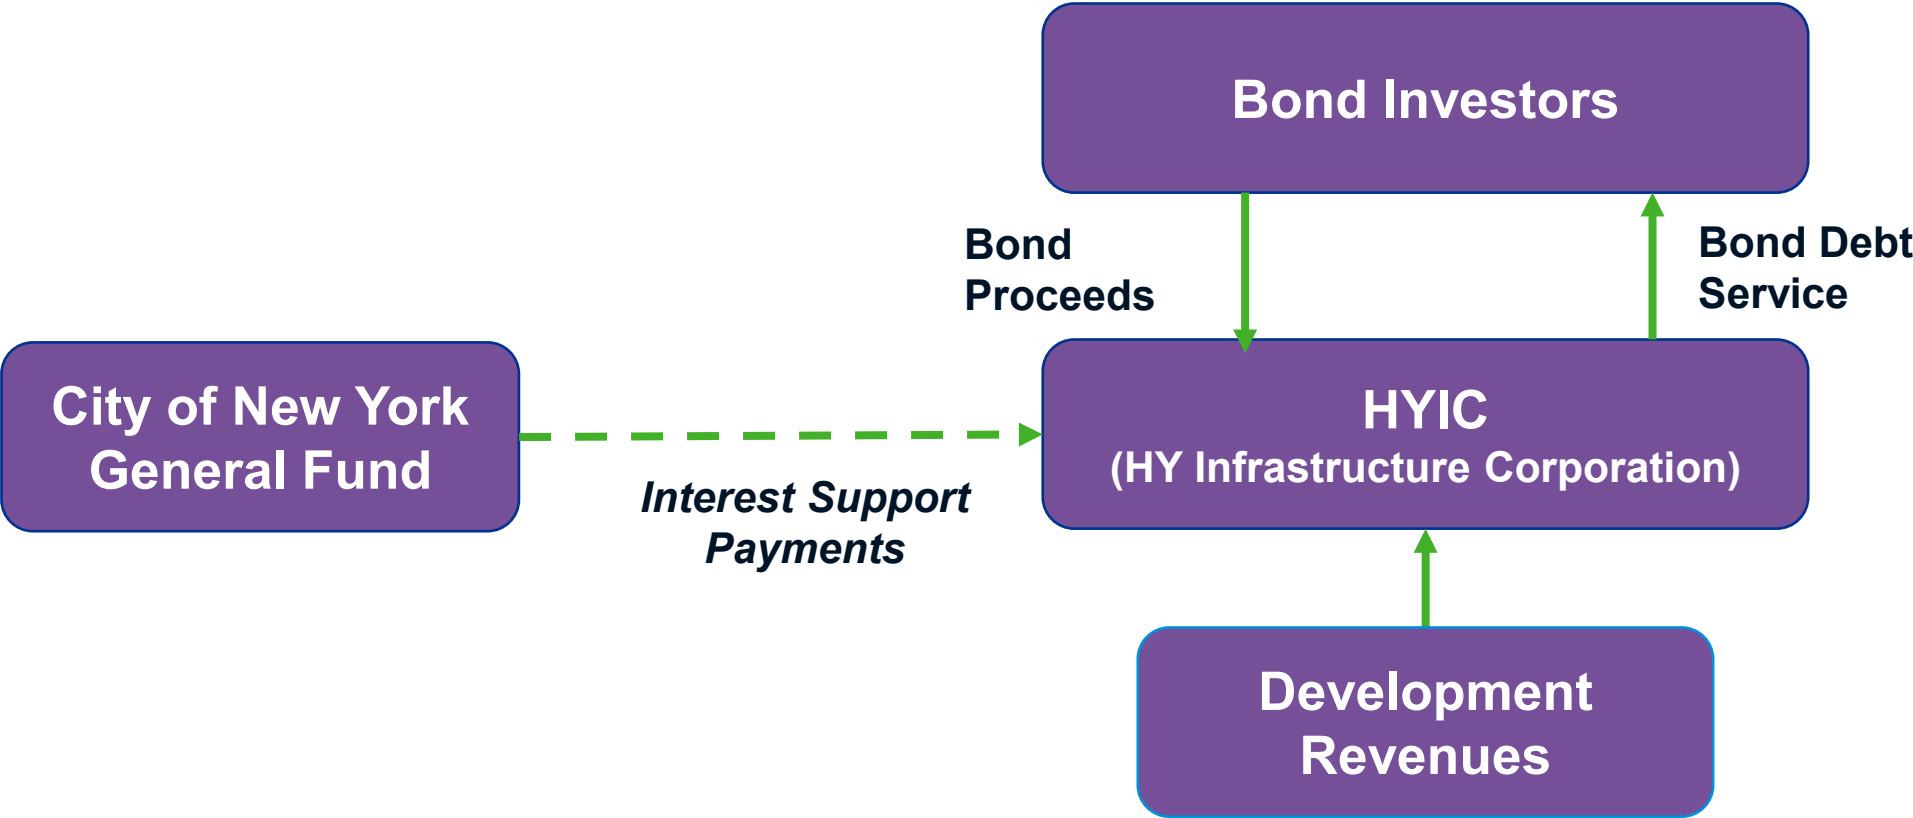 Bond Investors
Bond
Proceeds
Bond Debt
Service
City of New York
General Fund
Interest Support
Payments
HYIC
(HY Infrastructure Corporation)
Development
Revenues